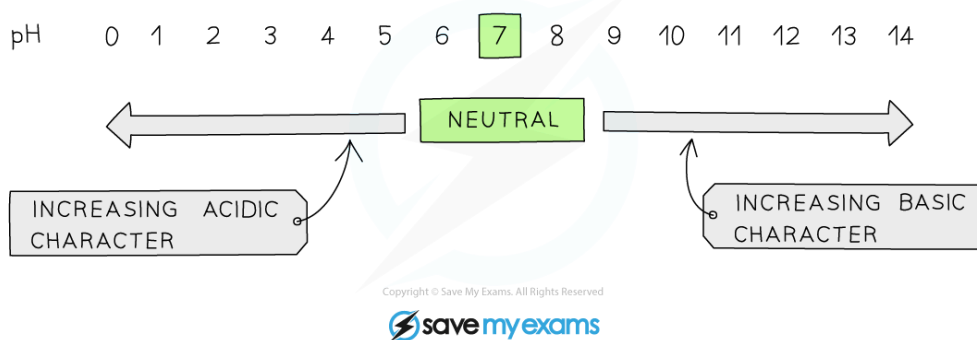 pH 0 1 2 3 4 5 6 7 8 9 10 11 12 13 14
NEUTRAL
INCREASING ACIDIC
CHARACTER
INCREASING BASIC
CHARACTER
Copyright © Save My Exams. All Rights Reserved
save my exams